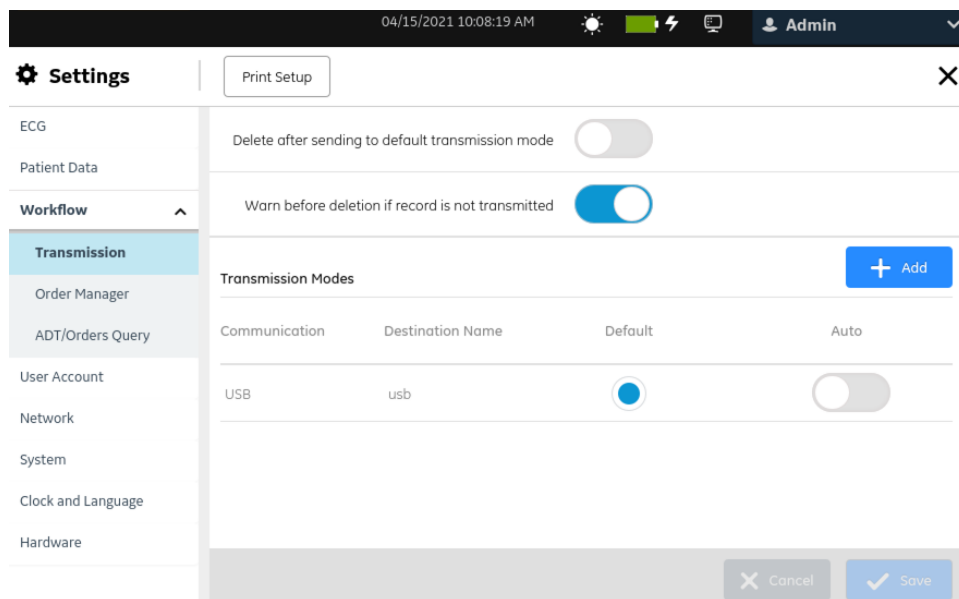 04/15/2021 10:08:19 AM Admin
Settings Print Setup
ECG
Delete after sending to default transmission mode
Patient Data
Workflow
Warn before deletion if record is not transmitted
Transmission
Transmission Modes
Add
Order Manager
ADT/Orders Query
Communication Destination Name Default Auto
User Account
USB usb
Network
System
Clock and Language
Hardware
Cancel Save